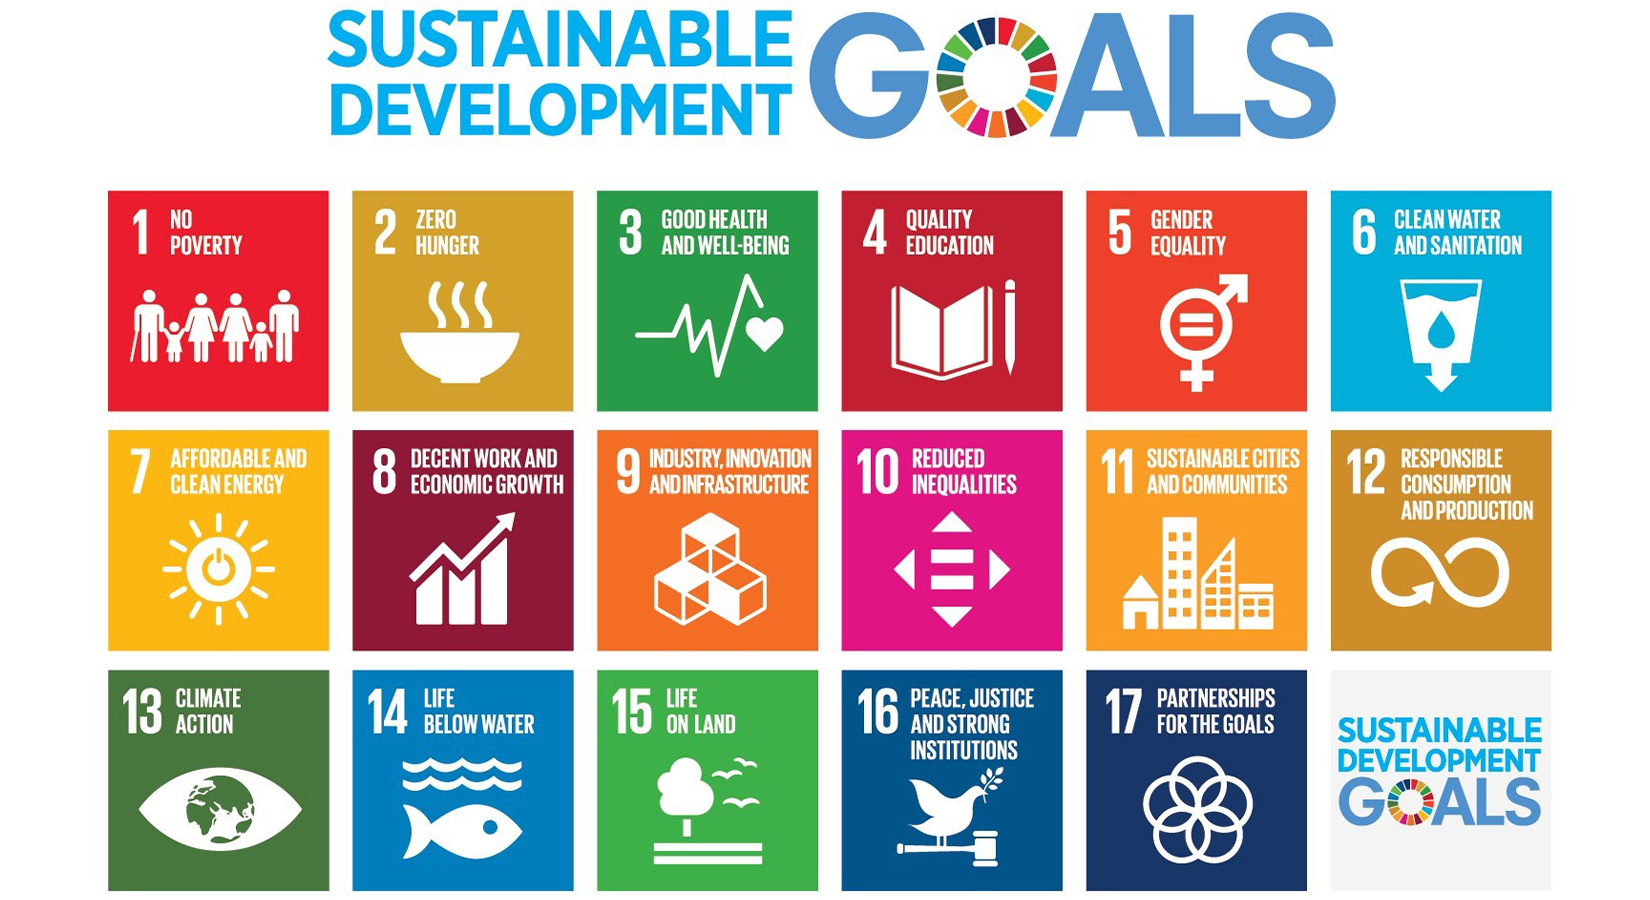 SUSTAINABLE
DEVELOPMENT
GOALS
1 NO
POVERTY
2 ZERO
HUNGER
3 GOOD HEALTH
AND WELL-BEING
4 QUALITY
EDUCATION
5 GENDER
EQUALITY
6 CLEAN WATER
AND SANITATION
7 AFFORDABLE AND
CLEAN ENERGY
8 DECENT WORK AND
ECONOMIC GROWTH
9 INDUSTRY, INNOVATION
AND INFRASTRUCTURE
10 REDUCED
INEQUALITIES
11 SUSTAINABLE CITIES
AND COMMUNITIES
12 RESPONSIBLE
CONSUMPTION
AND PRODUCTION
13 CLIMATE
ACTION
14 LIFE
BELOW WATER
15 LIFE
ON LAND
16 PEACE, JUSTICE
AND STRONG
INSTITUTIONS
17 PARTNERSHIPS
FOR THE GOALS
SUSTAINABLE
DEVELOPMENT
GOALS